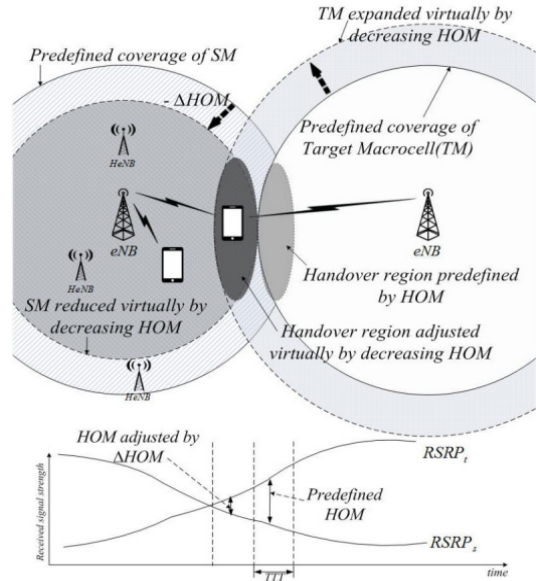 TM expanded virtually by
decreasing HOM
Predefined coverage of SM
- ΔHOM
Predefined coverage of
Target Macrocell(TM)
HeNB
eNB
eNB
HeNB
Handover region predefined
by HOM
SM reduced virtually by
decreasing HOM
Handover region adjusted
virtually by decreasing HOM
HeNB
HOM adjusted by
ΔHOM
RSRPt
Predefined
HOM
Received signal strength
RSRPs
time
TTT